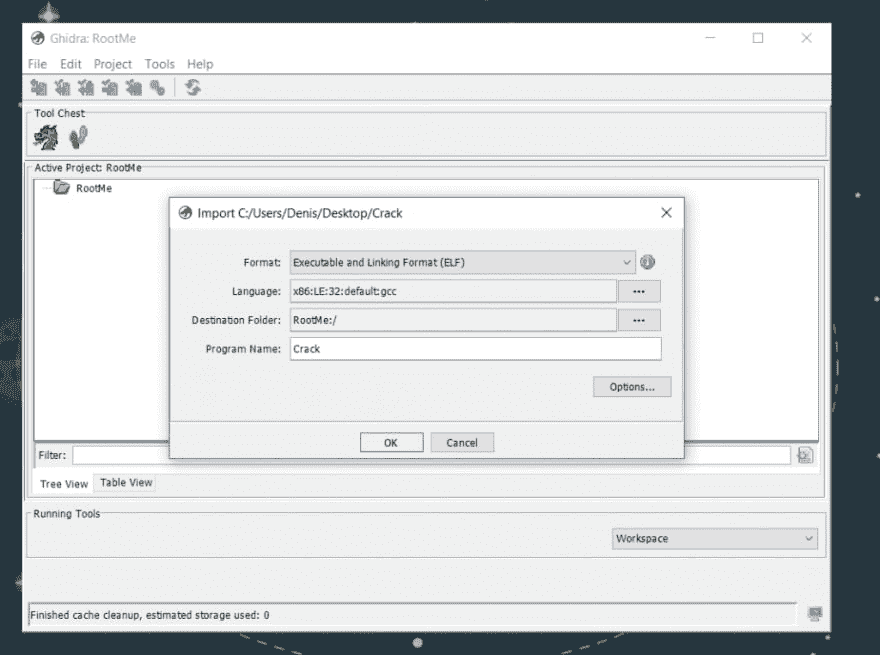 Ghidra: RootMe
File Edit Project Tools Help
Tool Chest
Active Project: RootMe
RootMe
Import C:/Users/Denis/Desktop/Crack
Format: Executable and Linking Format (ELF)
Language: x86:LE:32:default:gcc ...
Destination Folder: RootMe:/ ...
Program Name: Crack
Options...
OK Cancel
Filter:
Tree View Table View
Running Tools
Workspace
Finished cache cleanup, estimated storage used: 0